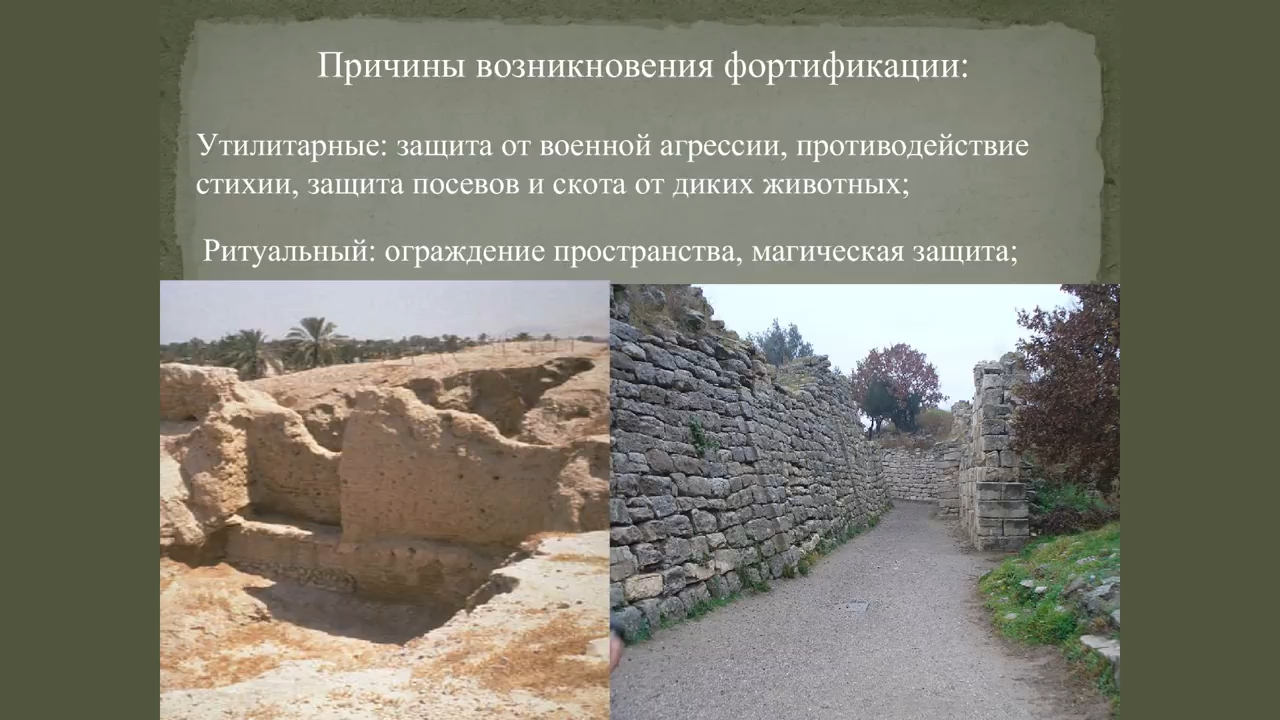 Причины возникновения фортификации:
Утилитарные: защита от военной агрессии, противодействие
стихии, защита посевов и скота от диких животных;
Ритуальный: ограждение пространства, магическая защита;